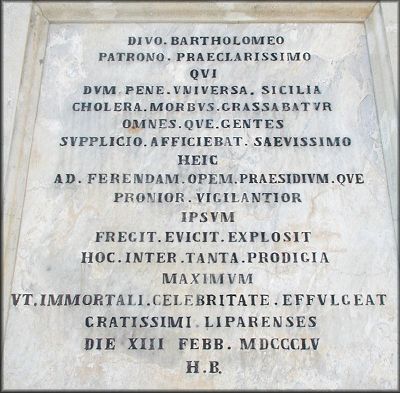 DIVO. BARTHOLOMEO
PATRONO. PRAECLARISSIMO
QVI
DVM. PENE. VNIVERSA. SICILIA
CHOLERA. MORBVS. GRASSABATVR
OMNES. QVE. GENTES
SVPPLICIO. AFFICIEBAT. SAEVISSIMO
HEIC
AD. FERENDAM. OPEM. PRAESIDIVM. QVE
PRONIOR. VIGILANTIOR
IPSVM
FREGIT. EVICIT. EXPLOSIT
HOC. INTER. TANTA. PRODIGIA
MAXIMVM
VT. IMMORTALI. CELEBRITATE. EFFVLGEAT
GRATISSIMI. LIPARENSES
DIE XIII FEBB. MDCCCLV
H.B.